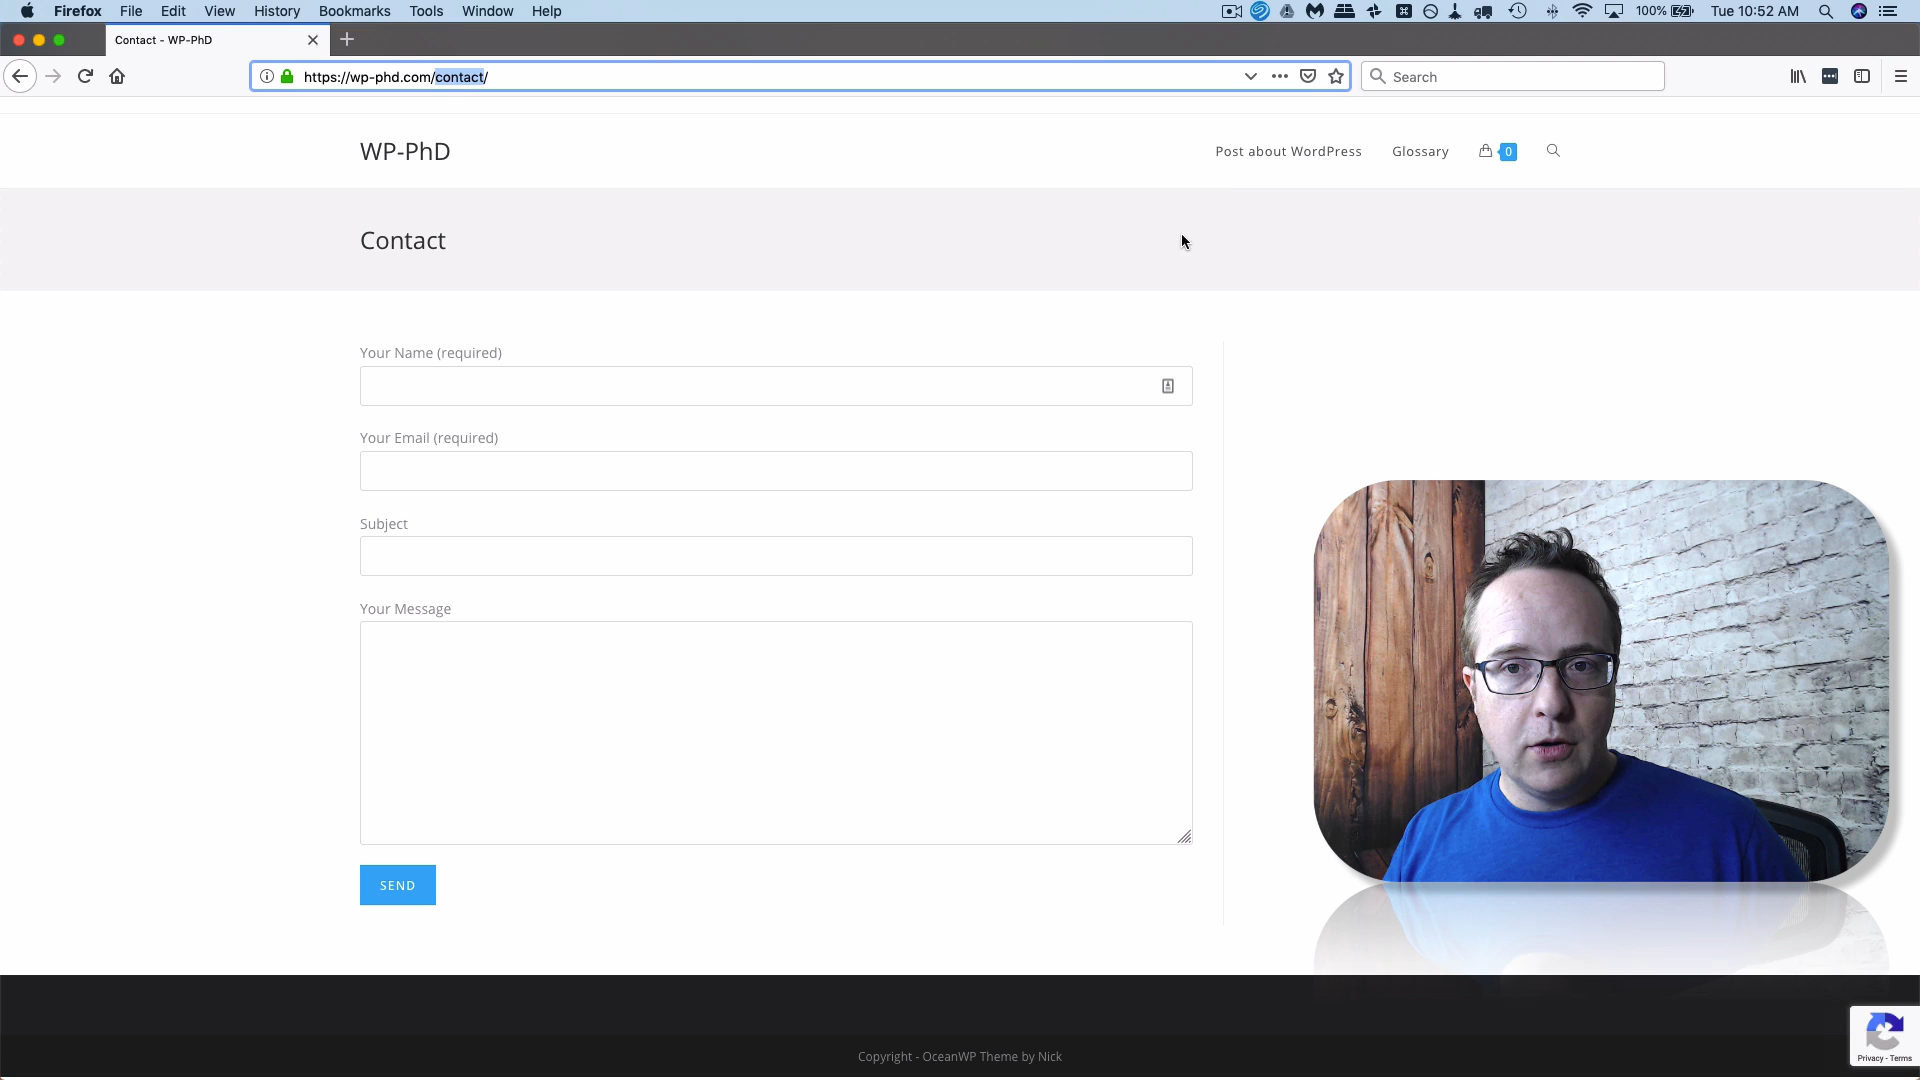 Firefox File Edit View History Bookmarks Tools Window Help 100% Tue 10:52 AM
Contact - WP-PhD
https://wp-phd.com/contact/
Search
WP-PhD
Post about WordPress Glossary 0
Contact
Your Name (required)
Your Email (required)
Subject
Your Message
SEND
Copyright - OceanWP Theme by Nick
Privacy - Terms